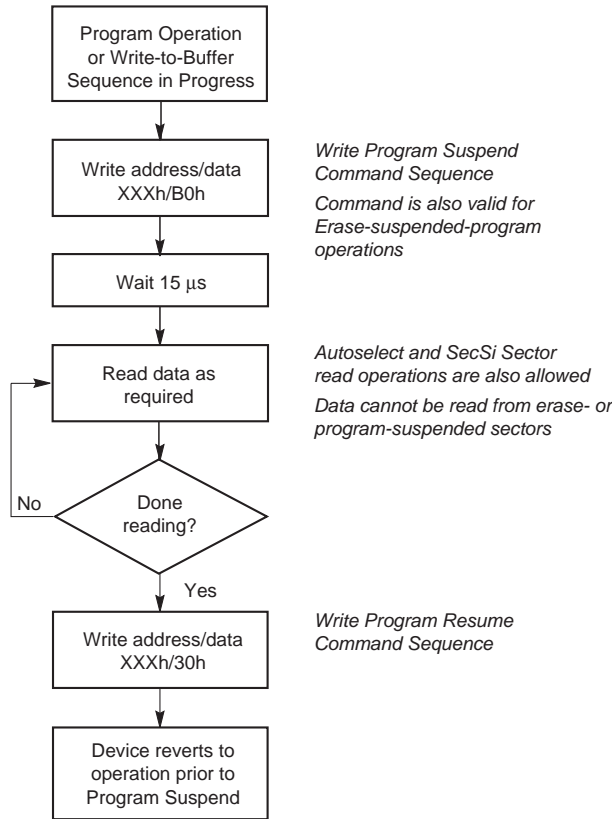 Program Operation
or Write-to-Buffer
Sequence in Progress
Write address/data
XXXh/B0h
Write Program Suspend
Command Sequence
Command is also valid for
Erase-suspended-program
operations
Wait 15 μs
Read data as
required
Autoselect and SecSi Sector
read operations are also allowed
Data cannot be read from erase- or
program-suspended sectors
No
Done
reading?
Yes
Write address/data
XXXh/30h
Write Program Resume
Command Sequence
Device reverts to
operation prior to
Program Suspend